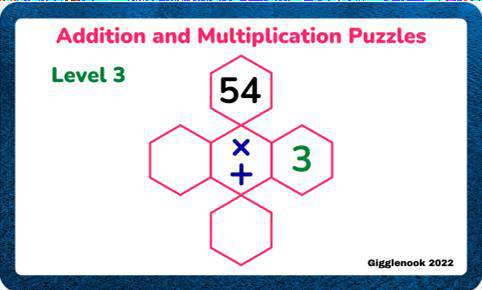 Addition and Multiplication Puzzles
Level 3
54
×
3
+
Gigglenook 2022